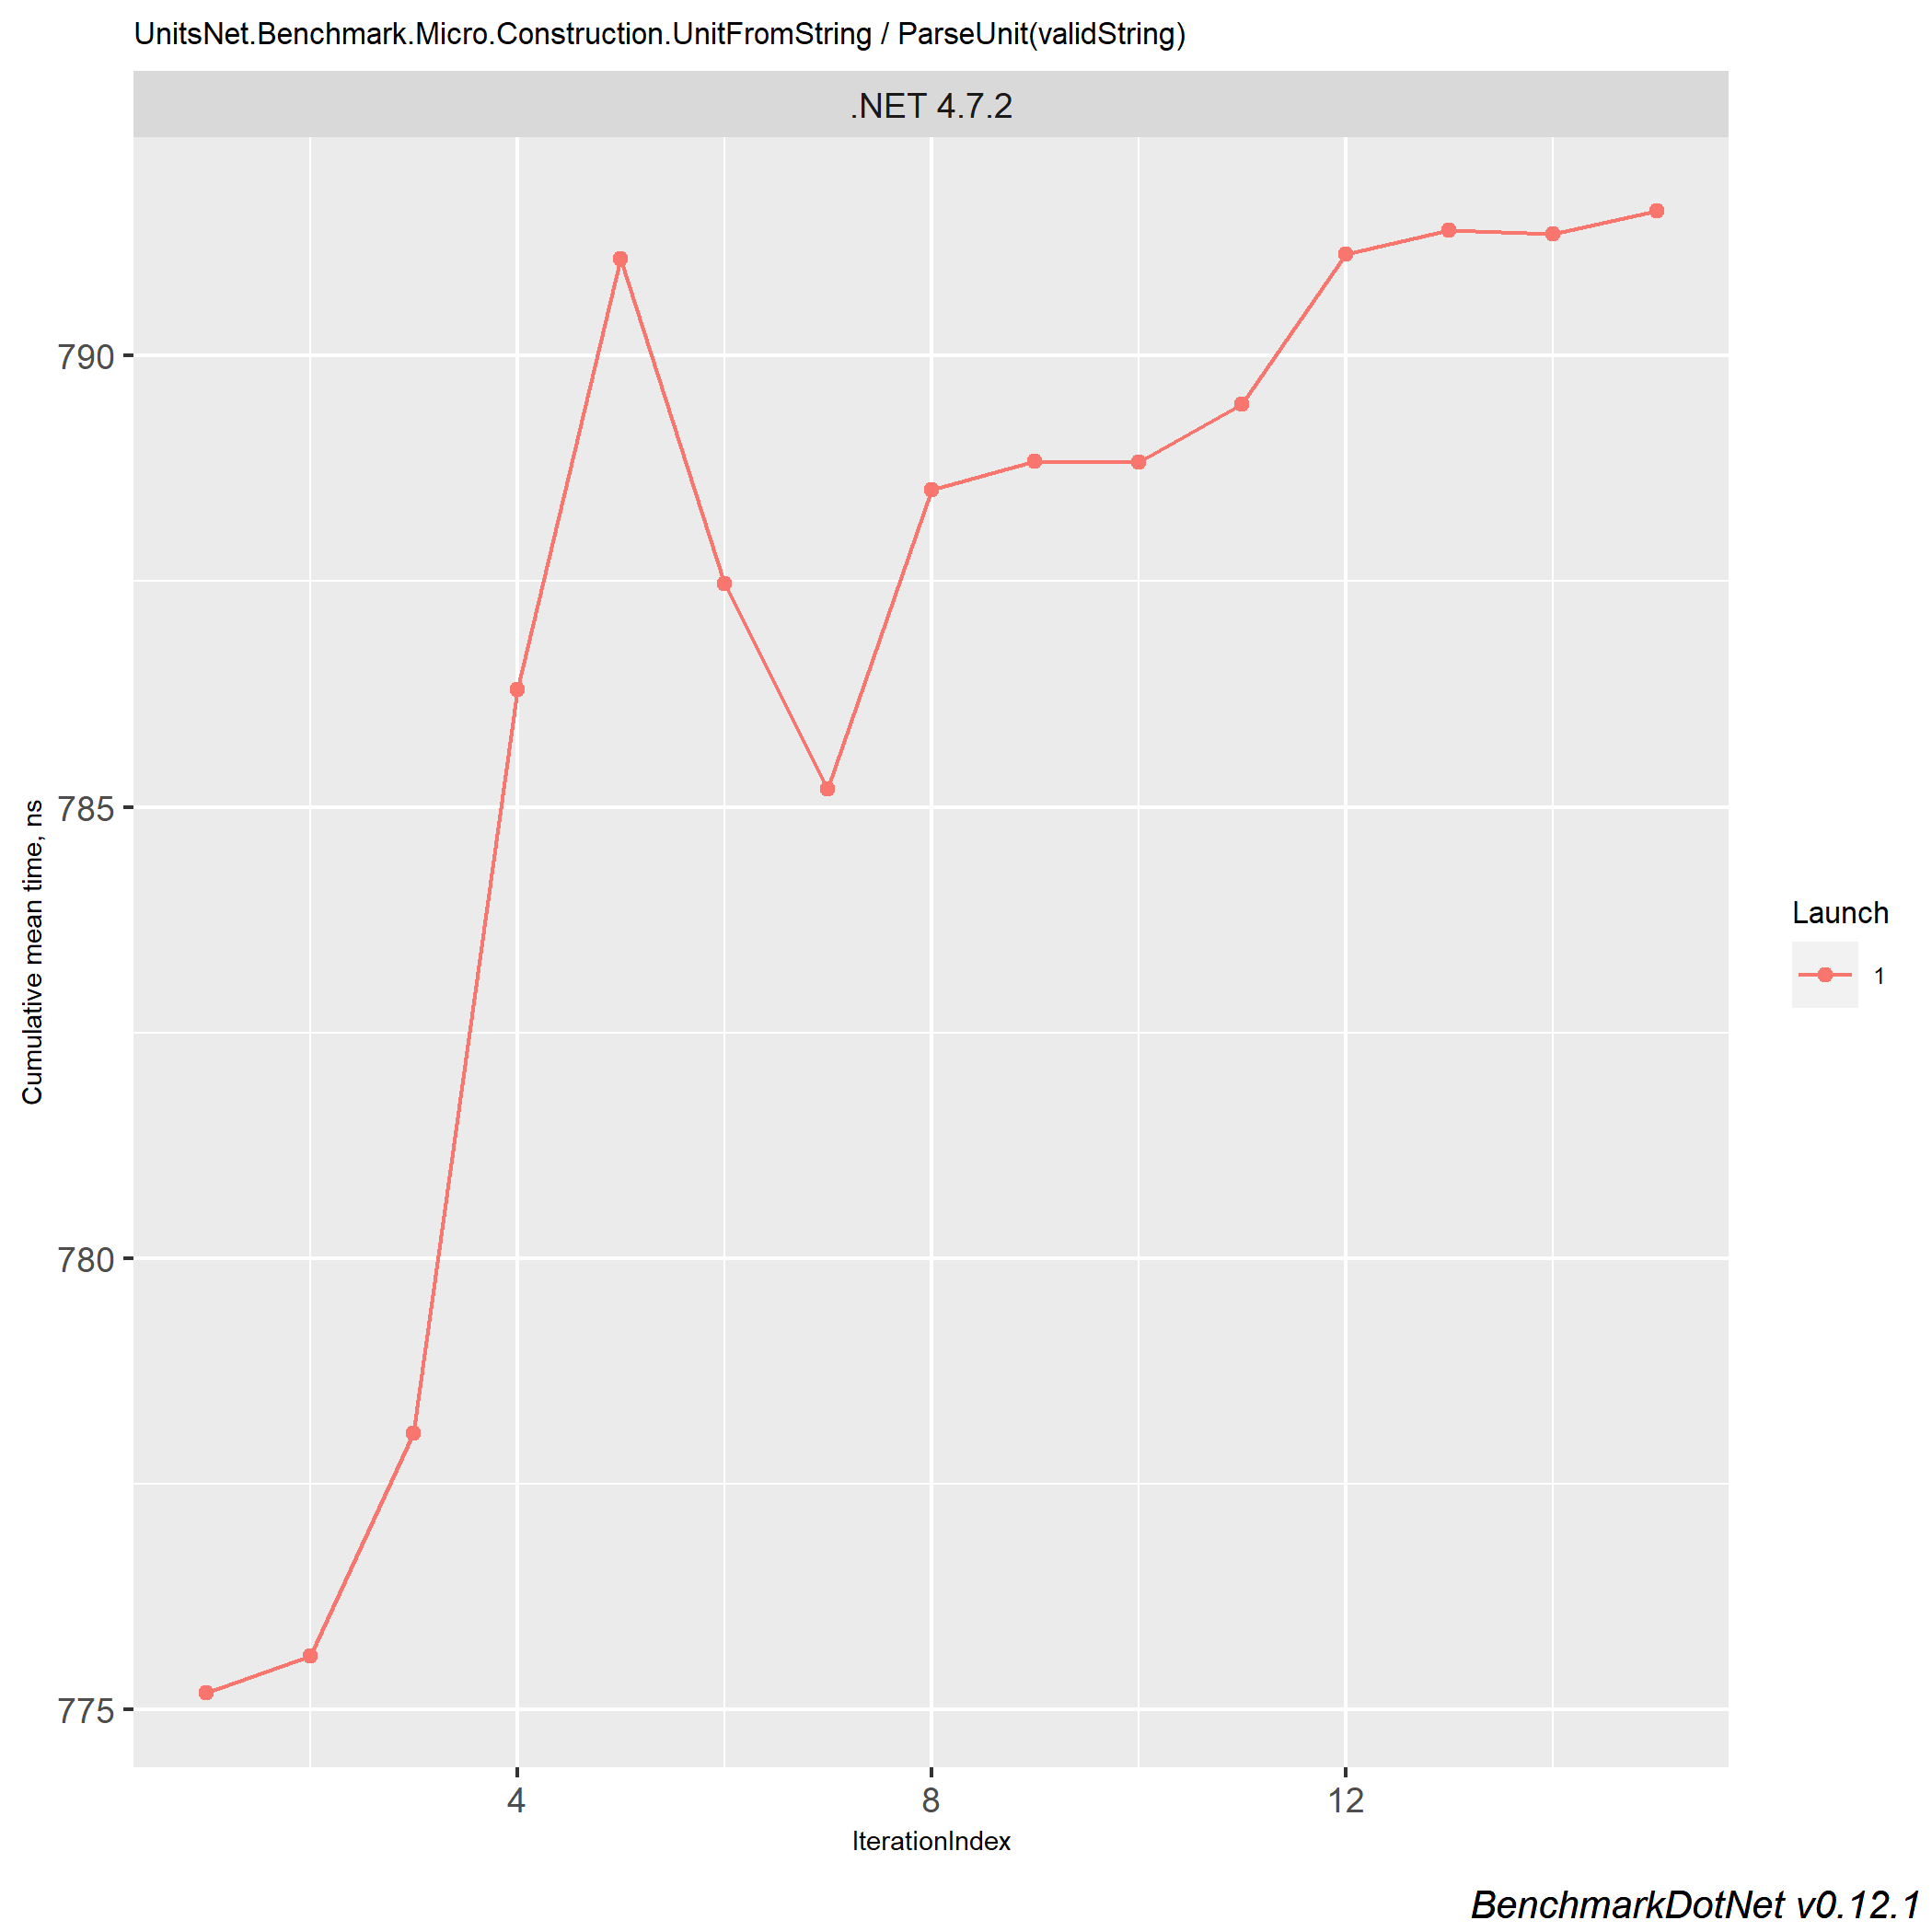 UnitsNet.Benchmark.Micro.Construction.UnitFromString / ParseUnit(validString)
.NET 4.7.2
Cumulative mean time, ns
790
785
780
775
4 8 12
IterationIndex
Launch
1
BenchmarkDotNet v0.12.1